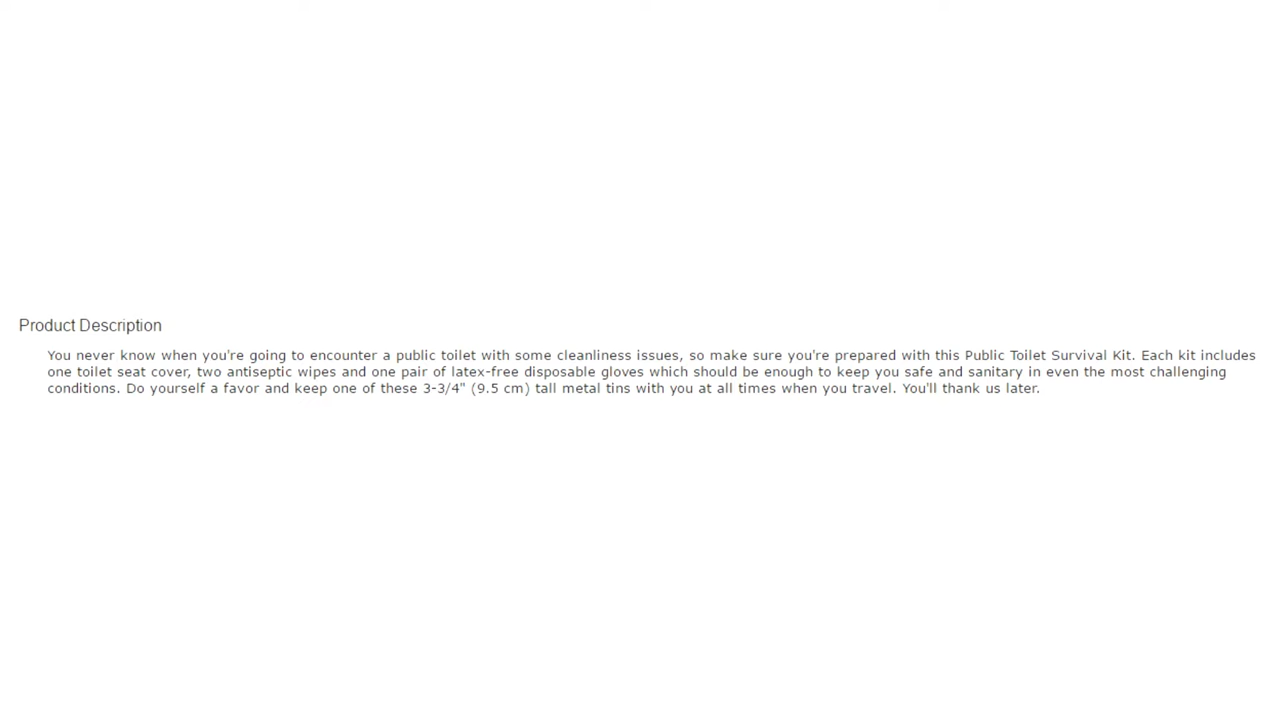 Product Description
You never know when you're going to encounter a public toilet with some cleanliness issues, so make sure you're prepared with this Public Toilet Survival Kit. Each kit includes
one toilet seat cover, two antiseptic wipes and one pair of latex-free disposable gloves which should be enough to keep you safe and sanitary in even the most challenging
conditions. Do yourself a favor and keep one of these 3-3/4" (9.5 cm) tall metal tins with you at all times when you travel. You'll thank us later.